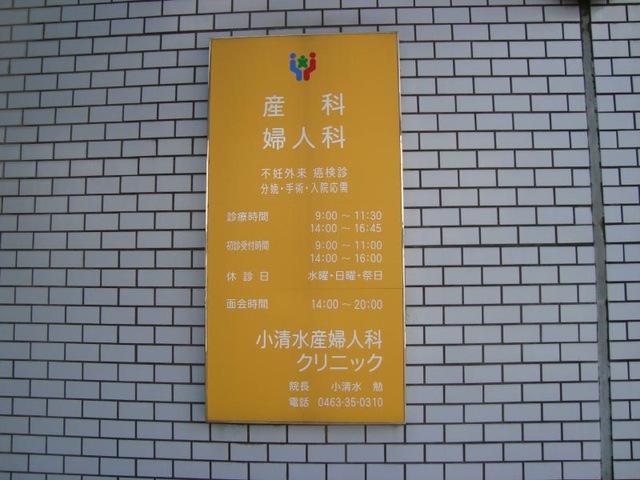 産科
婦人科
不妊外来 癌検診
分娩・手術・入院応需
診療時間 9:00～11:30
14:00～16:45
初診受付時間 9:00～11:00
14:00～16:00
休診日 水曜・日曜・祭日
面会時間 14:00～20:00
小清水産婦人科
クリニック
院長 小清水 勉
電話 0463-35-0310